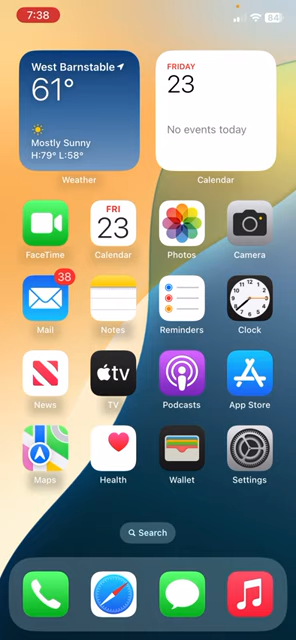 7:38
84
West Barnstable
61°
Mostly Sunny
H:79° L:58°
Weather
FRIDAY
23
No events today
Calendar
FaceTime
FRI
23
Calendar
Photos
Camera
38
Mail
Notes
Reminders
Clock
News
tv
TV
Podcasts
App Store
Maps
Health
Wallet
Settings
Search